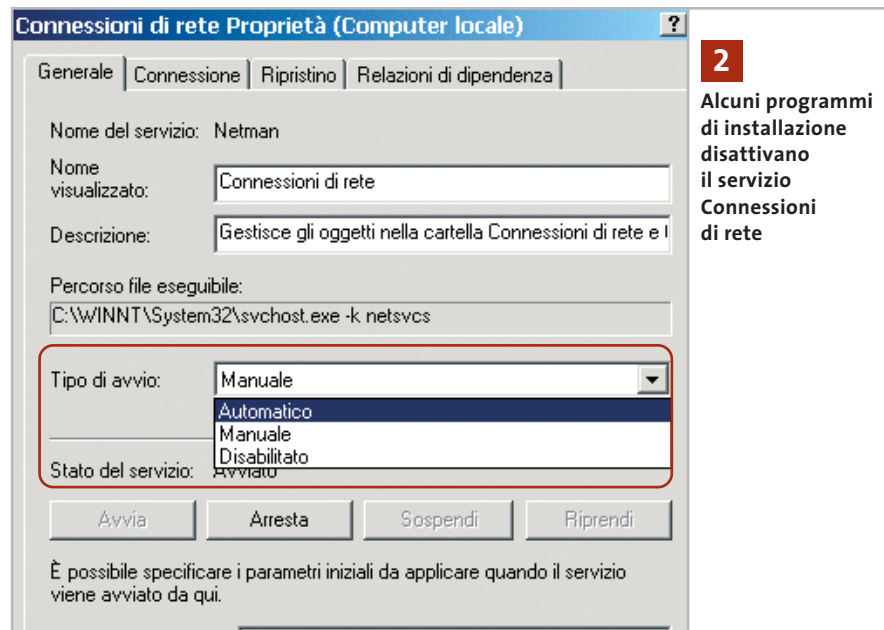 Connessioni di rete Proprietà (Computer locale)
?
Generale
Connessione
Ripristino
Relazioni di dipendenza
Nome del servizio:
Netman
Nome
visualizzato:
Connessioni di rete
Descrizione:
Gestisce gli oggetti nella cartella Connessioni di rete e
Percorso file eseguibile:
C:\WINNT\System32\svchost.exe -k netsvcs
Tipo di avvio:
Manuale
Automatico
Manuale
Disabilitato
Stato del servizio:
Avviato
Avvia
Arresta
Sospendi
Riprendi
È possibile specificare i parametri iniziali da applicare quando il servizio
viene avviato da qui.
2
Alcuni programmi
di installazione
disattivano
il servizio
Connessioni
di rete